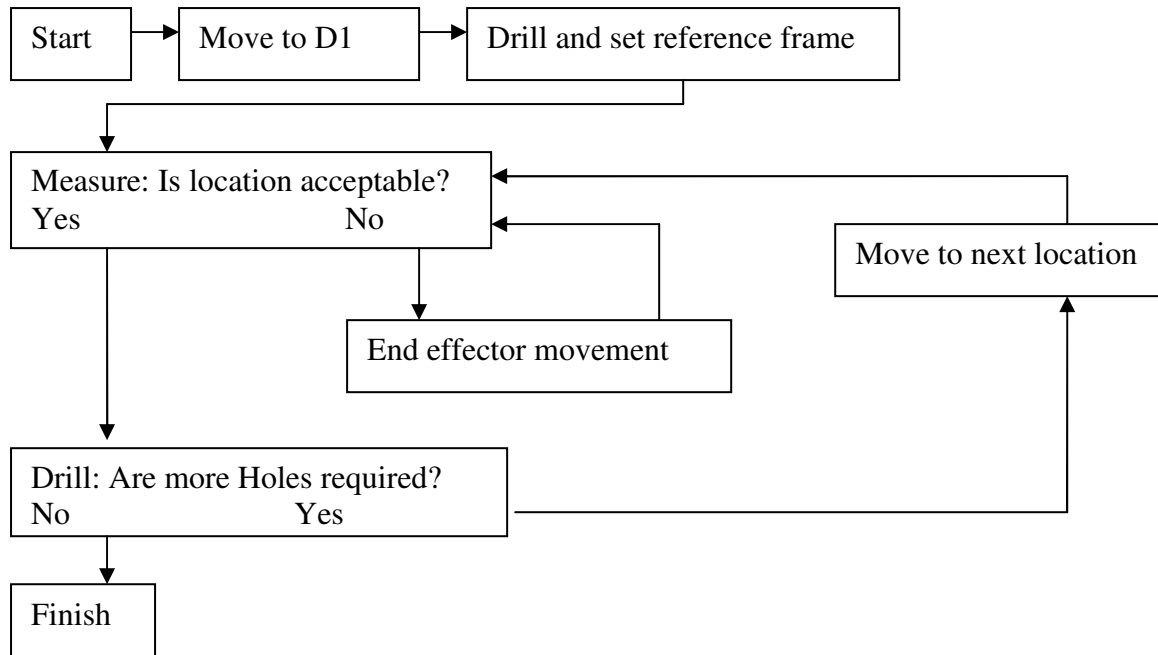 Start
Move to D1
Drill and set reference frame
Measure: Is location acceptable?
Yes No
Move to next location
End effector movement
Drill: Are more Holes required?
No Yes
Finish